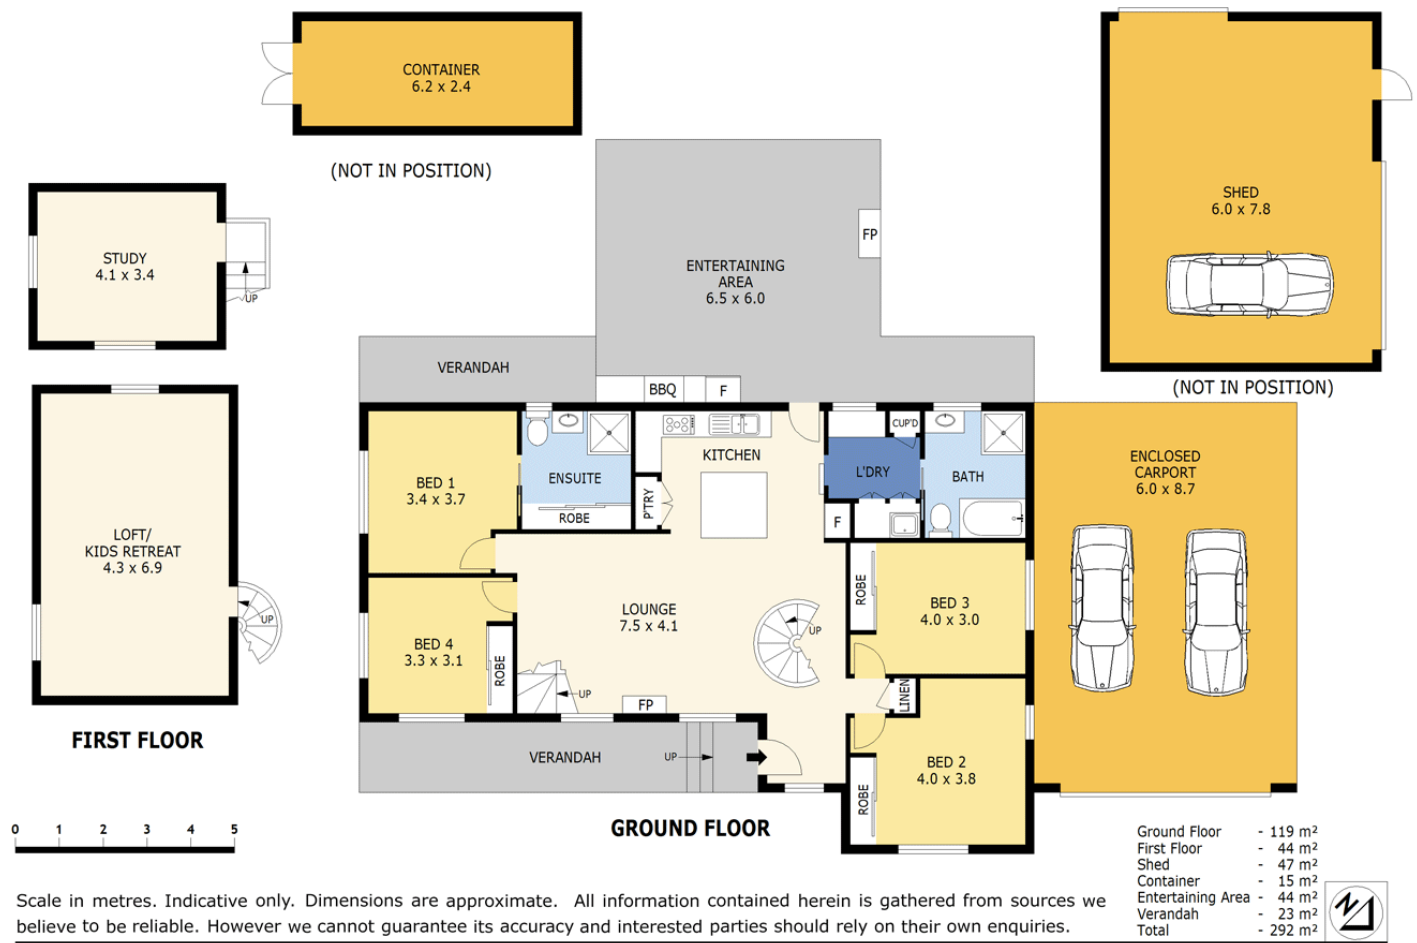 CONTAINER
6.2 x 2.4
(NOT IN POSITION)
SHED
6.0 x 7.8
(NOT IN POSITION)
STUDY
4.1 x 3.4
UP
ENTERTAINING
AREA
6.5 x 6.0
FP
VERANDAH
BBQ
F
LOFT/
KIDS RETREAT
4.3 x 6.9
UP
FIRST FLOOR
BED 1
3.4 x 3.7
ENSUITE
ROBE
KITCHEN
P'TRY
CUP'D
L'DRY
F
BATH
ENCLOSED
CARPORT
6.0 x 8.7
BED 4
3.3 x 3.1
ROBE
LOUNGE
7.5 x 4.1
UP
UP
FP
ROBE
BED 3
4.0 x 3.0
LINEN
BED 2
4.0 x 3.8
ROBE
VERANDAH
UP
GROUND FLOOR
0 1 2 3 4 5
Ground Floor - 119 m²
First Floor - 44 m²
Shed - 47 m²
Container - 15 m²
Entertaining Area - 44 m²
Verandah - 23 m²
Total - 292 m²
N
Scale in metres. Indicative only. Dimensions are approximate. All information contained herein is gathered from sources we
believe to be reliable. However we cannot guarantee its accuracy and interested parties should rely on their own enquiries.